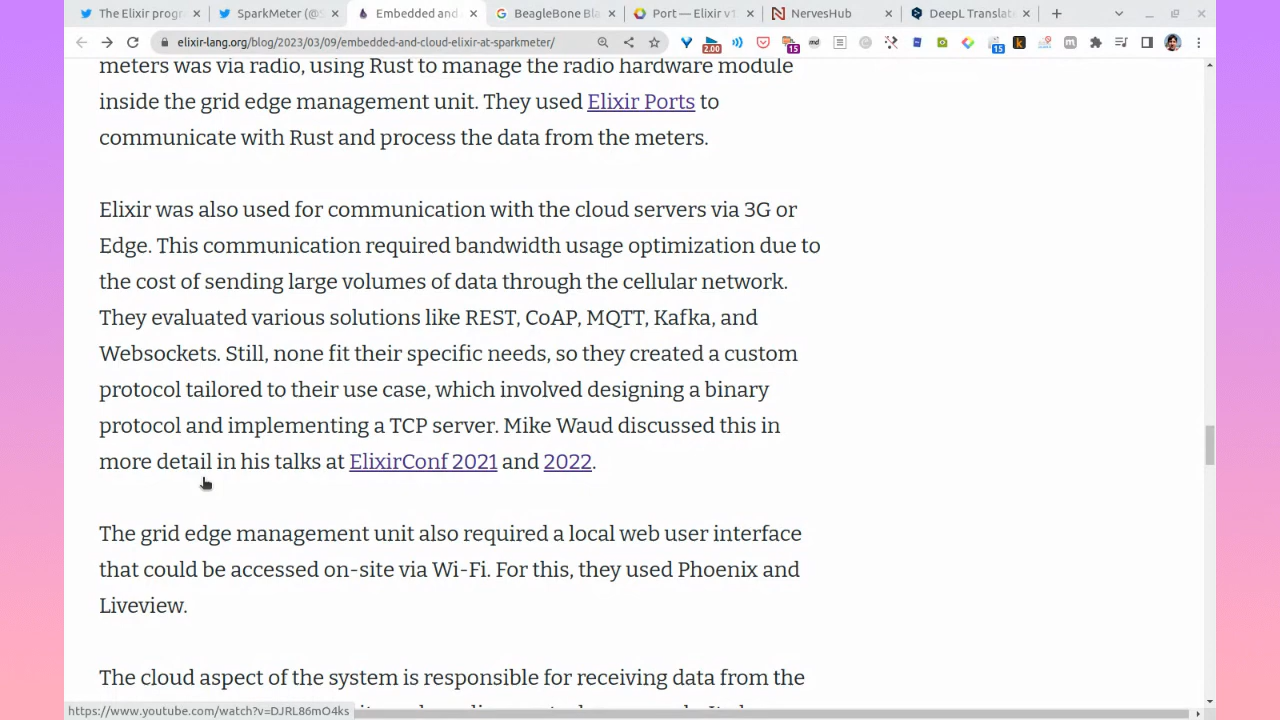 The Elixir progr
SparkMeter (@S
Embedded and
BeagleBone Bla
Port — Elixir v1
NervesHub
DeepL Translat
elixir-lang.org/blog/2023/03/09/embedded-and-cloud-elixir-at-sparkmeter/
2.00
15
md
15
meters was via radio, using Rust to manage the radio hardware module
inside the grid edge management unit. They used Elixir Ports to
communicate with Rust and process the data from the meters.
Elixir was also used for communication with the cloud servers via 3G or
Edge. This communication required bandwidth usage optimization due to
the cost of sending large volumes of data through the cellular network.
They evaluated various solutions like REST, CoAP, MQTT, Kafka, and
Websockets. Still, none fit their specific needs, so they created a custom
protocol tailored to their use case, which involved designing a binary
protocol and implementing a TCP server. Mike Waud discussed this in
more detail in his talks at ElixirConf 2021 and 2022.
The grid edge management unit also required a local web user interface
that could be accessed on-site via Wi-Fi. For this, they used Phoenix and
Liveview.
The cloud aspect of the system is responsible for receiving data from the
https://www.youtube.com/watch?v=DJRL86mO4ks